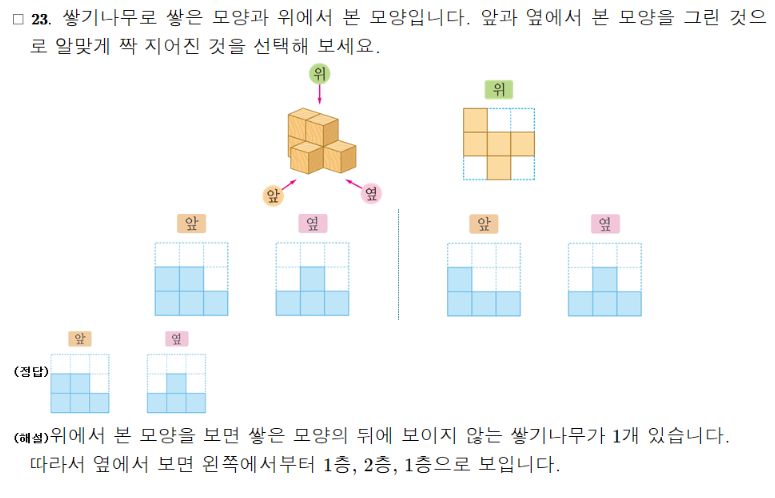 □ 23. 쌓기나무로 쌓은 모양과 위에서 본 모양입니다. 앞과 옆에서 본 모양을 그린 것으
로 알맞게 짝 지어진 것을 선택해 보세요.
위
위
앞
옆
앞
옆
앞
옆
앞
옆
(정답)
(해설)위에서 본 모양을 보면 쌓은 모양의 뒤에 보이지 않는 쌓기나무가 1개 있습니다.
따라서 옆에서 보면 왼쪽에서부터 1층, 2층, 1층으로 보입니다.